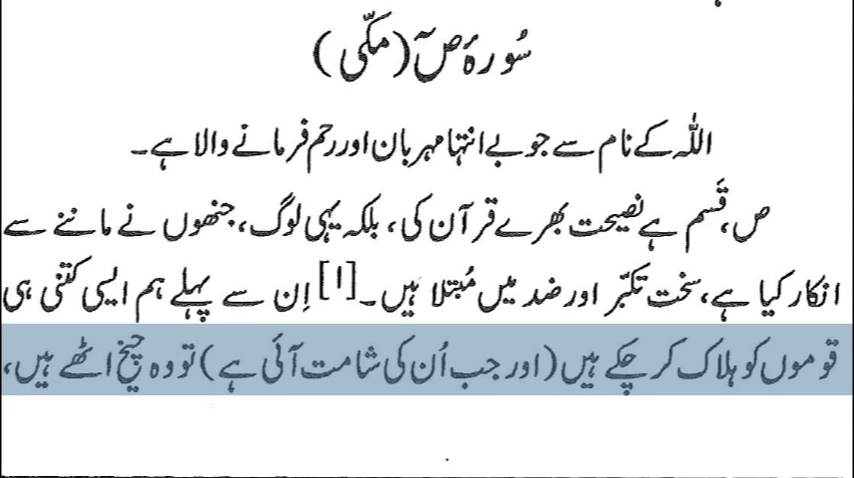 سُورۂ صٓ (مکّی)
اللہ کے نام سے جو بے انتہا مہربان اور رحم فرمانے والا ہے۔
ص، قَسم ہے نصیحت بھرے قرآن کی، بلکہ یہی لوگ، جنھوں نے ماننے سے
انکار کیا ہے، سخت تکبّر اور ضد میں مُبتلا ہیں۔[۱] اِن سے پہلے ہم ایسی کتنی ہی
قوموں کو ہلاک کر چکے ہیں (اور جب اُن کی شامت آئی ہے) تو وہ چیخ اٹھے ہیں،